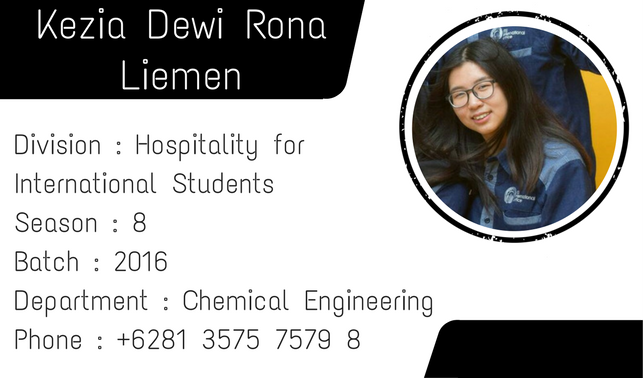 Kezia Dewi Rona
Liemen
Division : Hospitality for
International Students
Season : 8
Batch : 2016
Department : Chemical Engineering
Phone : +6281 3575 7579 8